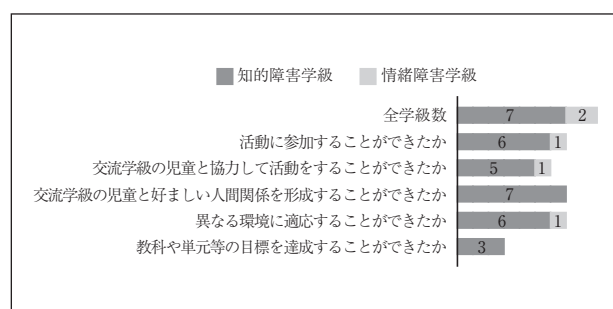 知的障害学級 情緒障害学級
全学級数 7 2
活動に参加することができたか 6 1
交流学級の児童と協力して活動をすることができたか 5 1
交流学級の児童と好ましい人間関係を形成することができたか 7
異なる環境に適応することができたか 6 1
教科や単元等の目標を達成することができたか 3